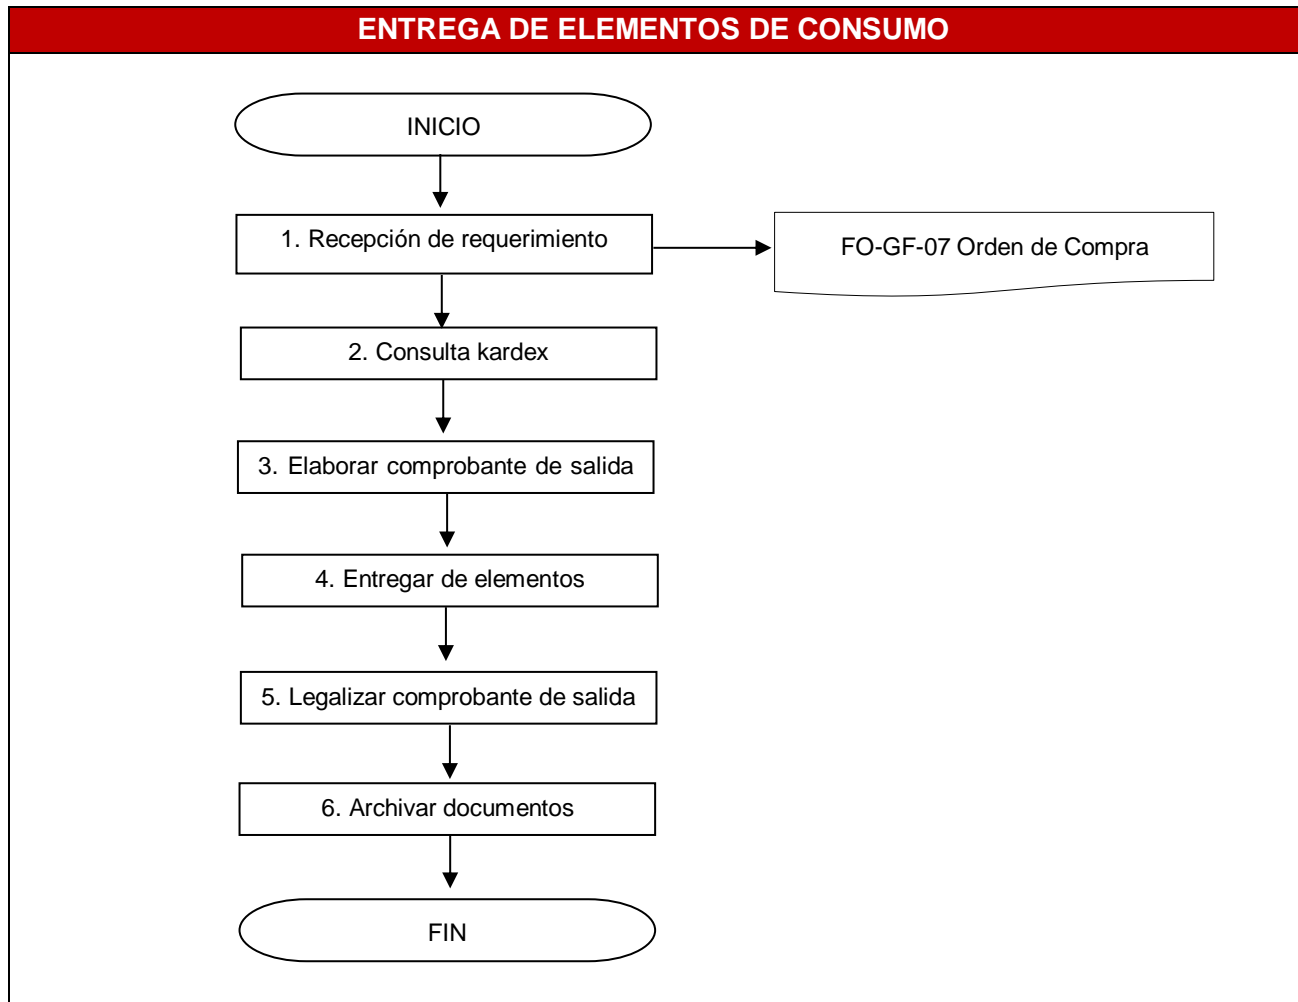 ENTREGA DE ELEMENTOS DE CONSUMO
INICIO
1. Recepción de requerimiento
FO-GF-07 Orden de Compra
2. Consulta kardex
3. Elaborar comprobante de salida
4. Entregar de elementos
5. Legalizar comprobante de salida
6. Archivar documentos
FIN